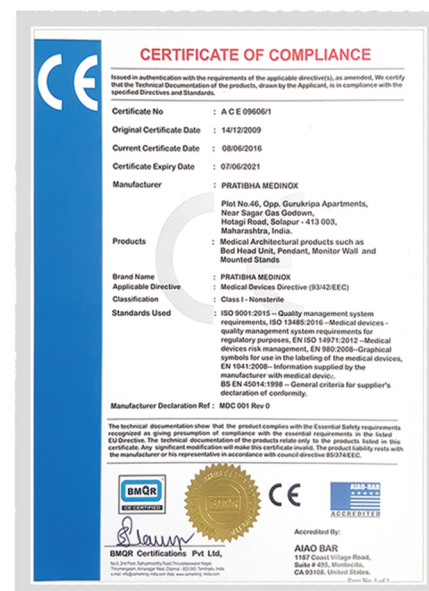 CE
CERTIFICATE OF COMPLIANCE
Issued in authentication with the requirements of the applicable directive(s), as amended, We certify
that the Technical Documentation of the products, drawn by the Applicant, is in compliance with the
specified Directives and Standards.
Certificate No : A C E 09606/1
Original Certificate Date : 14/12/2009
Current Certificate Date : 08/06/2016
Certificate Expiry Date : 07/06/2021
Manufacturer : PRATIBHA MEDINOX
Plot No.46, Opp. Gurukripa Apartments,
Near Sagar Gas Godown,
Hotagi Road, Solapur - 413 003,
Maharashtra, India.
Products : Medical Architectural products such as
Bed Head Unit, Pendant, Monitor Wall and
Mounted Stands
Brand Name : PRATIBHA MEDINOX
Applicable Directive : Medical Devices Directive (93/42/EEC)
Classification : Class I - Nonsterile
Standards Used : ISO 9001:2015 -- Quality management system
requirements, ISO 13485:2016 --Medical devices -
quality management system requirements for
regulatory purposes, EN ISO 14971:2012 --Medical
devices risk management, EN 980:2008--Graphical
symbols for use in the labeling of the medical devices,
EN 1041:2008-- Information supplied by the
manufacturer with medical device.
BS EN 45014:1998 -- General criteria for supplier's
declaration of conformity.
Manufacturer Declaration Ref : MDC 001 Rev 0
The technical documentation show that the product complies with the Essential Safety requirements
recognized as giving presumption of compliance with the essential requirements in the listed
EU Directive. The technical documentation of the products relate only to the products listed in this
certificate. Any significant modification will make this certificate invalid. The product liability rests with
the manufacturer or his representative in accordance with council directive 85/374/EEC.
BMQR
CE CERTIFIED
BMQR
CE
AIAO-BAR
ACCREDITED
BMQR Certifications Pvt Ltd,
Accredited By:
AIAO BAR
1187 Coast Village Road,
Suite # 495, Montecito,
CA 93108. United States.
Page No. 1 of 1